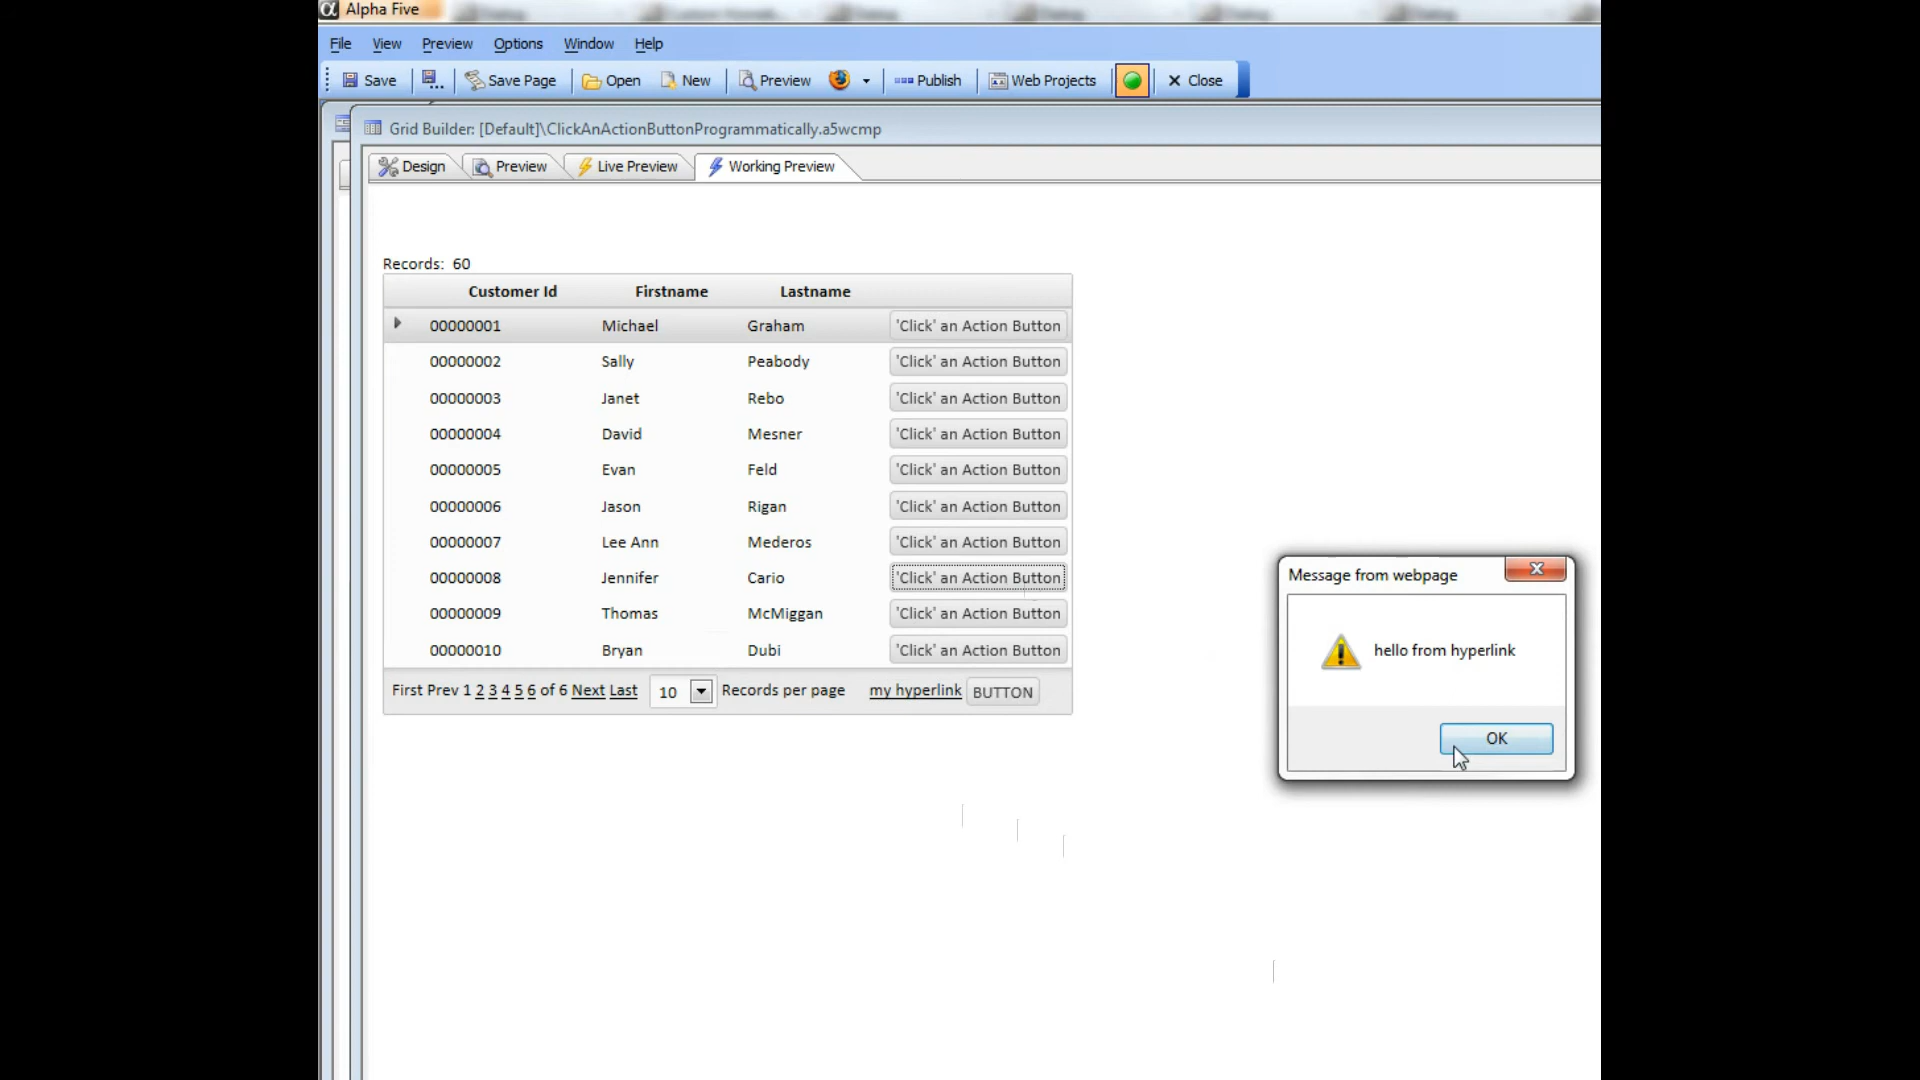 Alpha Five
File View Preview Options Window Help
Save Save Page Open New Preview Publish Web Projects Close
Grid Builder: [Default]\ClickAnActionButtonProgrammatically.a5wcmp
Design Preview Live Preview Working Preview
Records: 60
Customer Id Firstname Lastname
00000001 Michael Graham 'Click' an Action Button
00000002 Sally Peabody 'Click' an Action Button
00000003 Janet Rebo 'Click' an Action Button
00000004 David Mesner 'Click' an Action Button
00000005 Evan Feld 'Click' an Action Button
00000006 Jason Rigan 'Click' an Action Button
00000007 Lee Ann Mederos 'Click' an Action Button
00000008 Jennifer Cario 'Click' an Action Button
00000009 Thomas McMiggan 'Click' an Action Button
00000010 Bryan Dubi 'Click' an Action Button
First Prev 1 2 3 4 5 6 of 6 Next Last 10 Records per page my hyperlink BUTTON
Message from webpage
hello from hyperlink
OK